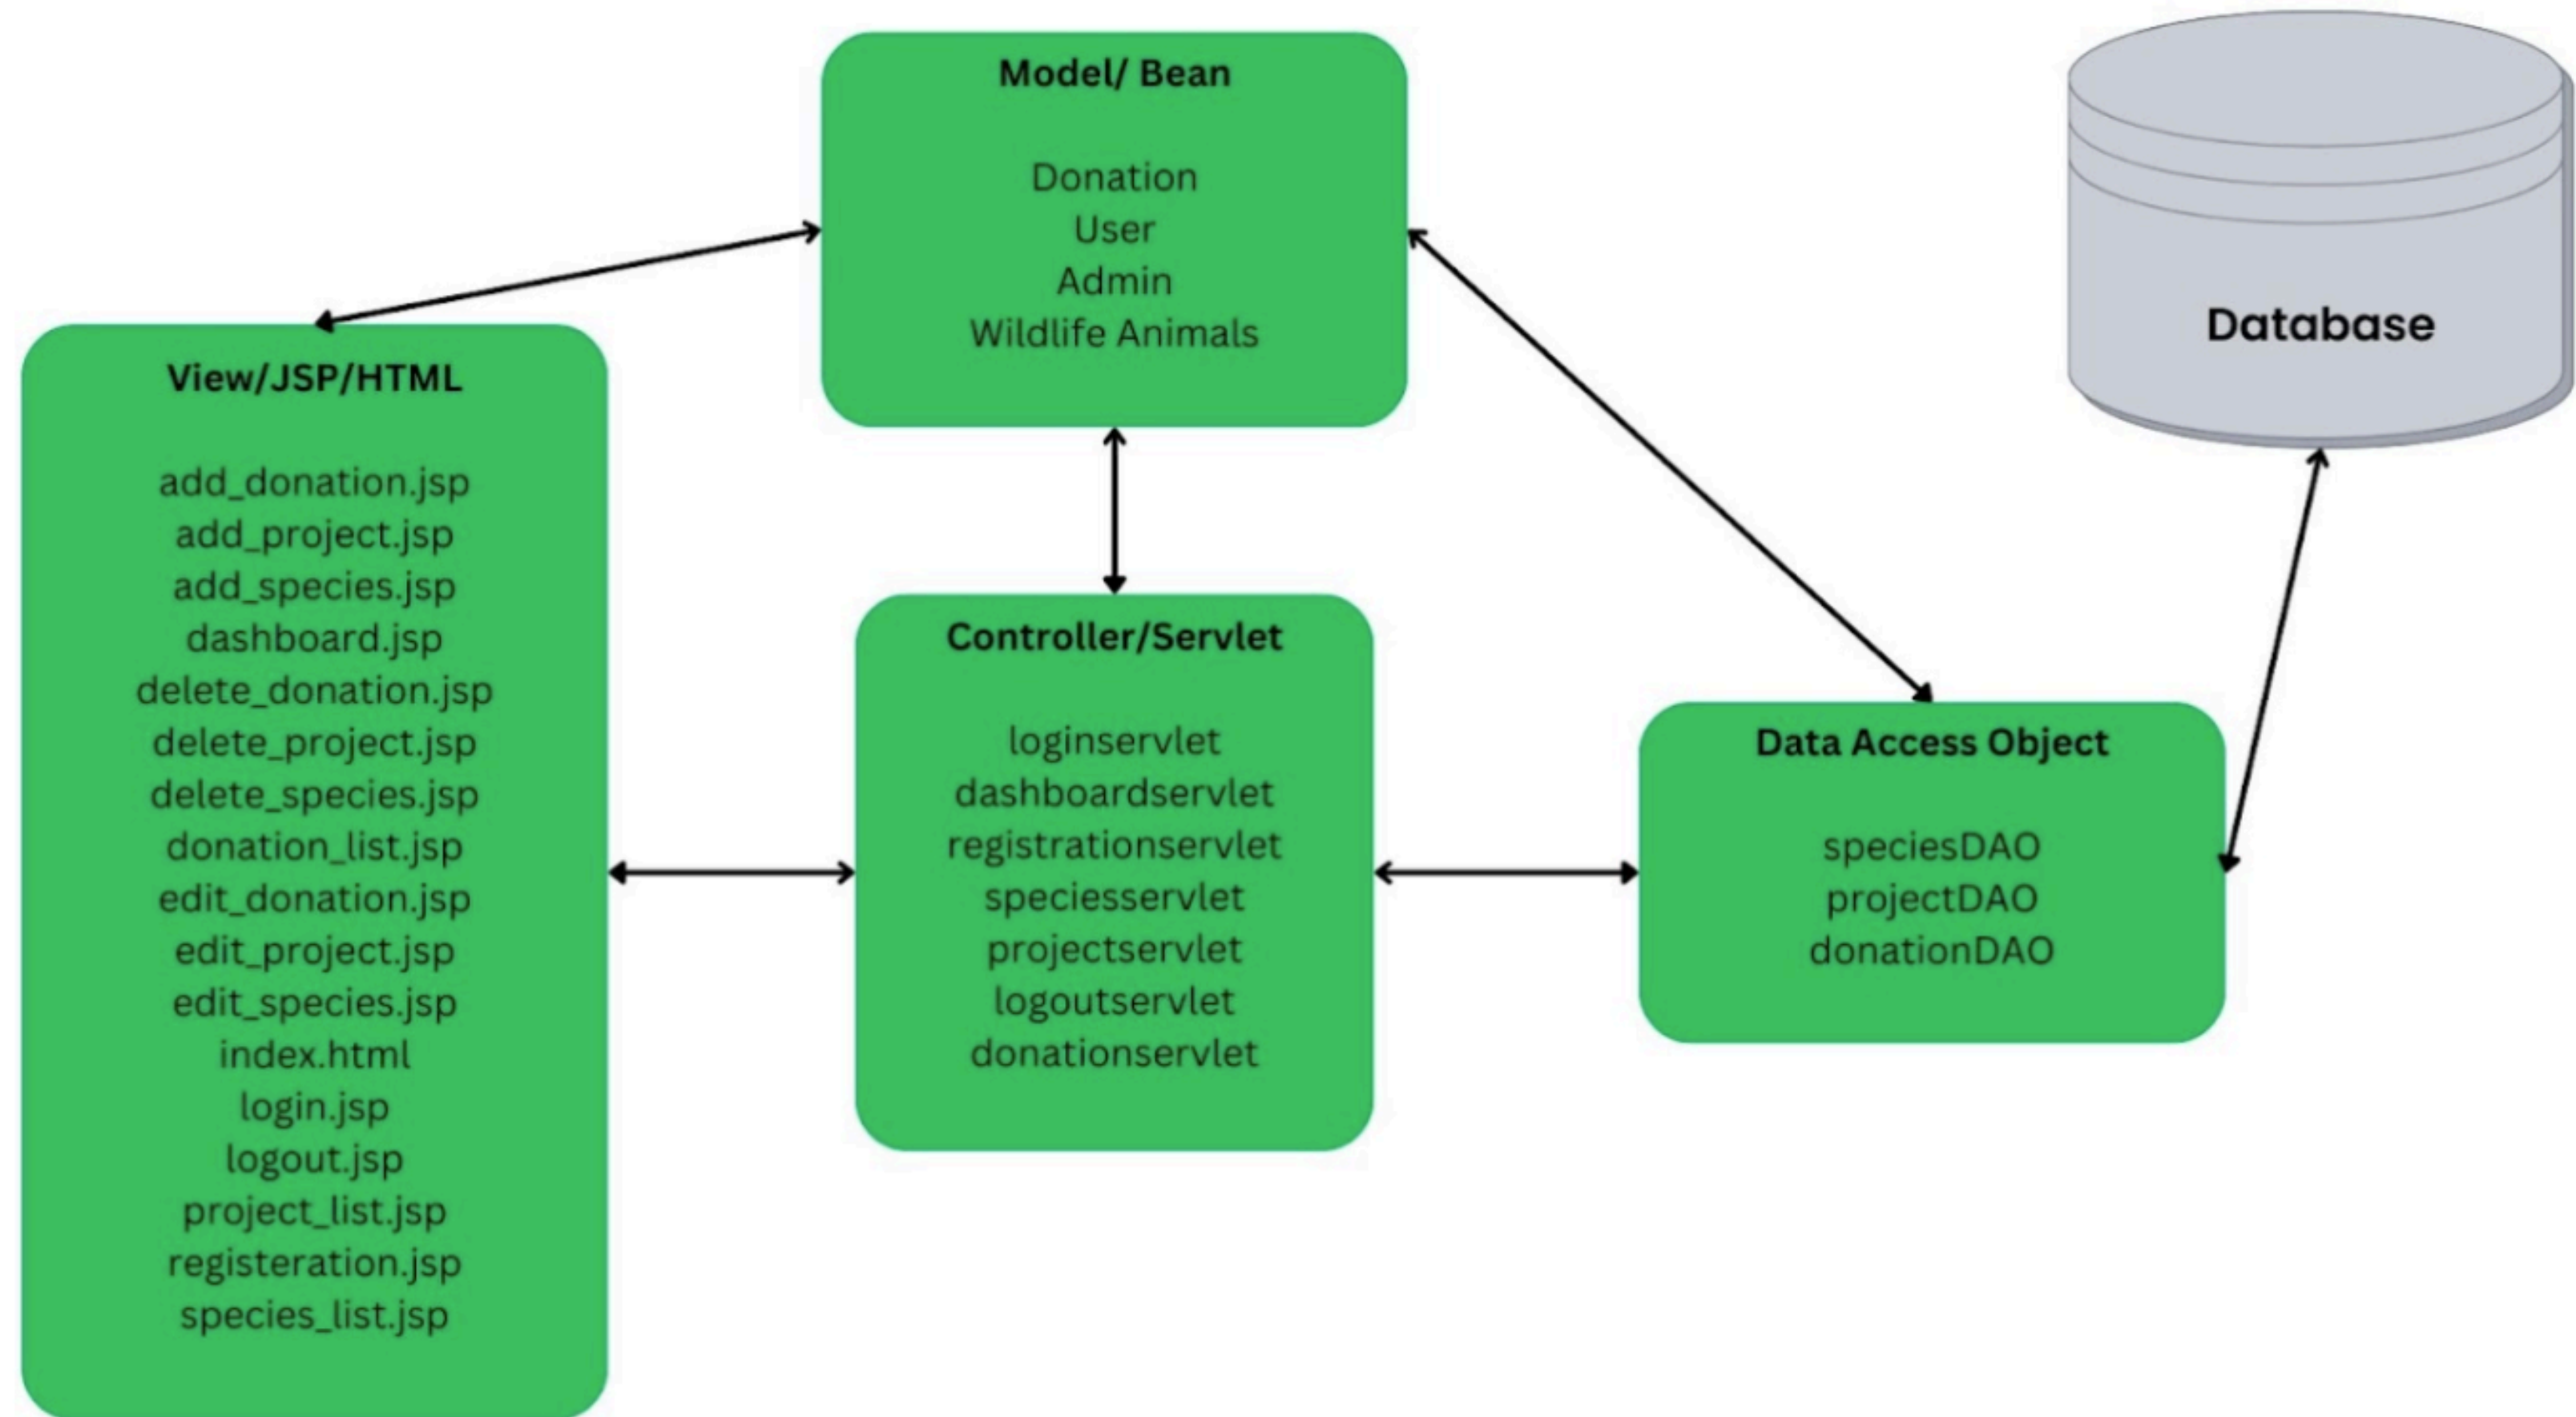 Model/ Bean
Donation
User
Admin
Wildlife Animals
Database
View/JSP/HTML
add_donation.jsp
add_project.jsp
add_species.jsp
dashboard.jsp
delete_donation.jsp
delete_project.jsp
delete_species.jsp
donation_list.jsp
edit_donation.jsp
edit_project.jsp
edit_species.jsp
index.html
login.jsp
logout.jsp
project_list.jsp
registeration.jsp
species_list.jsp
Controller/Servlet
loginservlet
dashboardservlet
registrationservlet
speciesservlet
projectservlet
logoutservlet
donationservlet
Data Access Object
speciesDAO
projectDAO
donationDAO